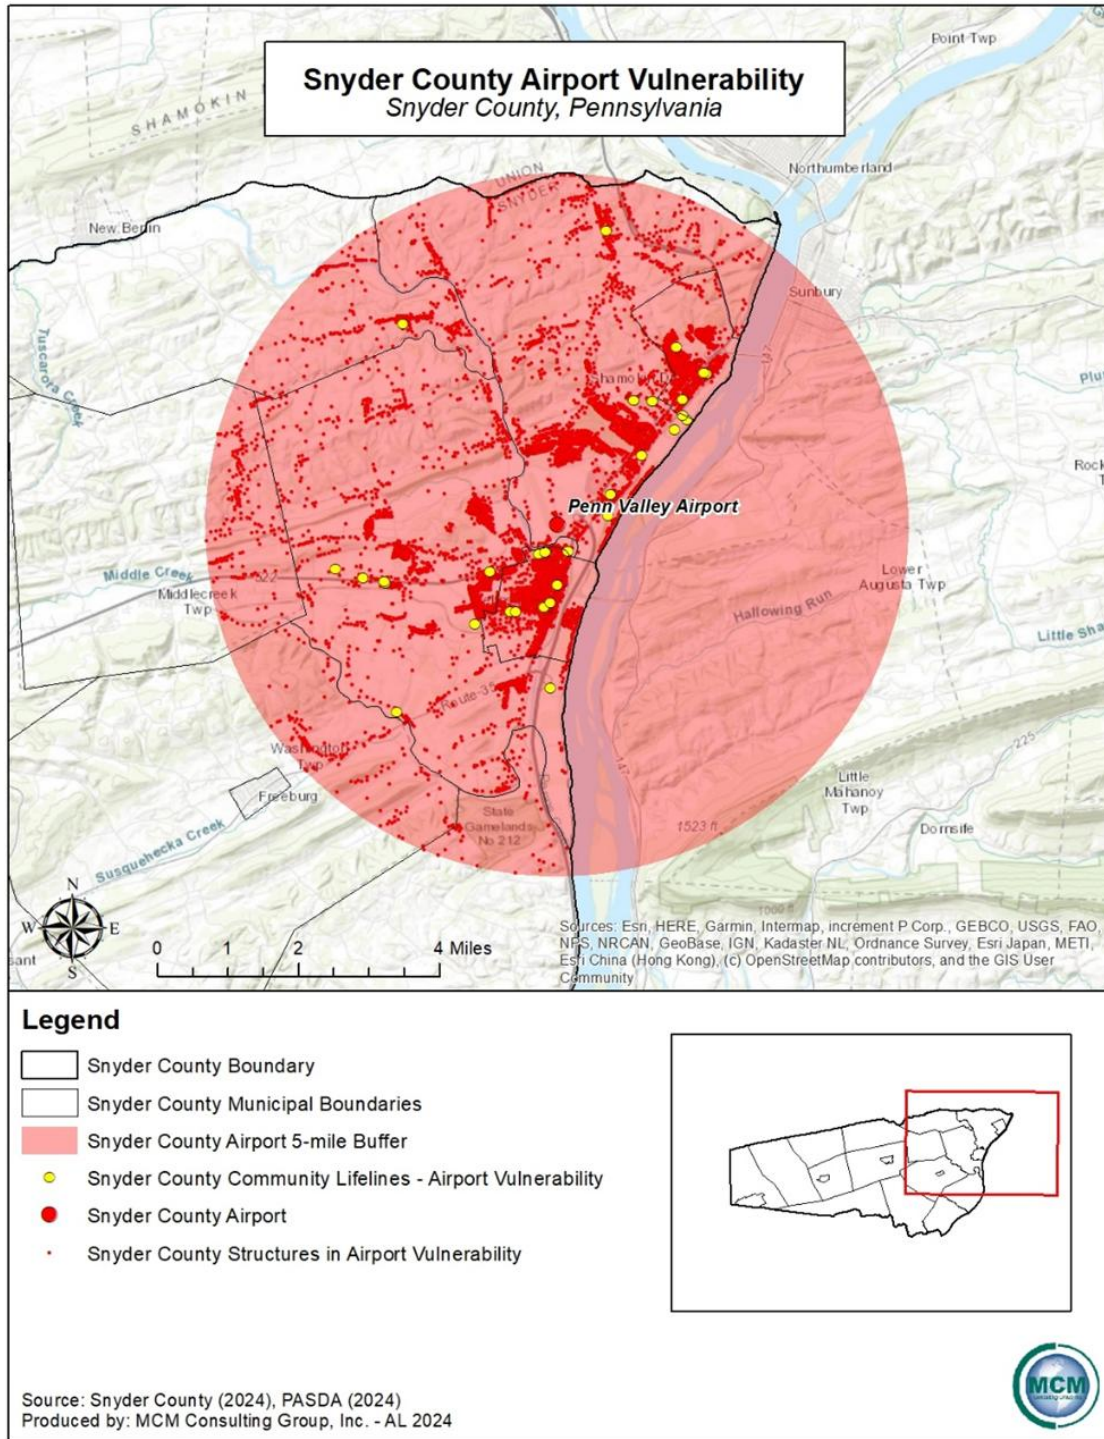 Snyder County Airport Vulnerability
Snyder County, Pennsylvania
Point Twp
SHAMOKIN
UNION
SNYDER
Northumberland
New Berlin
Sunbury
Tuscarora Creek
147
Penn Valley Airport
Middle Creek
522
Middlecreek
Twp
Lower
Augusta Twp
Hallowing Run
Route-35
Washington
Twp
Freeburg
147
225
Little
Mahanoy
Twp
State
Gamelands
No 212
1523 ft
Dornsife
Susquehecka Creek
1000 ft
N
W
E
S
0 2 4 Miles
Sources: Esri, HERE, Garmin, Intermap, increment P Corp., GEBCO, USGS, FAO,
NPS, NRCAN, GeoBase, IGN, Kadaster NL, Ordnance Survey, Esri Japan, METI,
Esri China (Hong Kong), (c) OpenStreetMap contributors, and the GIS User
Community
Legend
Snyder County Boundary
Snyder County Municipal Boundaries
Snyder County Airport 5-mile Buffer
Snyder County Community Lifelines - Airport Vulnerability
Snyder County Airport
Snyder County Structures in Airport Vulnerability
Source: Snyder County (2024), PASDA (2024)
Produced by: MCM Consulting Group, Inc. - AL 2024
MCM